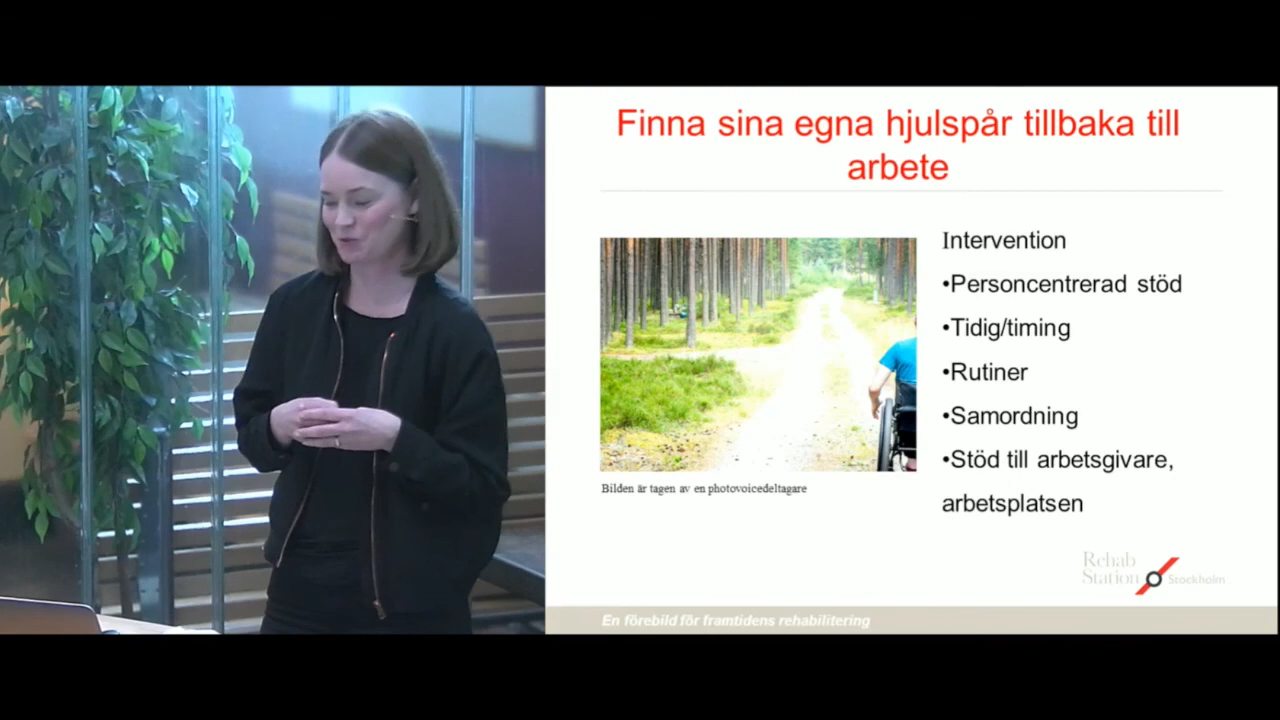 Finna sina egna hjulspår tillbaka till
arbete
Intervention
•Personcentrerad stöd
•Tidig/timing
•Rutiner
•Samordning
•Stöd till arbetsgivare,
arbetsplatsen
Bilden är tagen av en photovoicedeltagare
Rehab
Station Stockholm
En förebild för framtidens rehabilitering